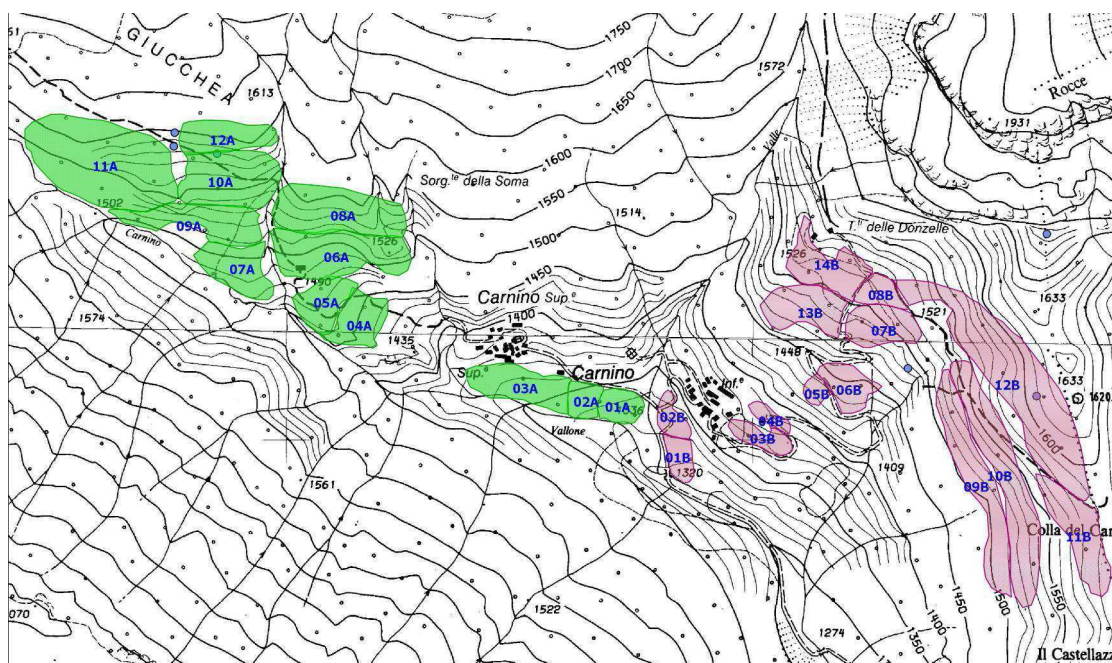 GIUCCHEA
1750
1700
1650
1600
1550
1500
1450
1572
1613
Rocce
1931
Valle
12A
11A
10A
Sorg.te della Soma
1502
09A
Carnino
08A
1526
06A
07A
1490
1514
T.ti delle Donzelle
1526
14B
08B
1633
05A
Carnino Sup.
13B
1521
07B
1574
04A
1400
1435
1448
Sup.e
Carnino
Inf.e
03A
02A
01A
05B
06B
12B
1633
1620
Vallone
02B
04B
03B
01B
1320
1409
1600
10B
09B
1561
Colla del Car
11B
1522
1274
1500
1450
1400
1350
1550
070
Il Castellazz